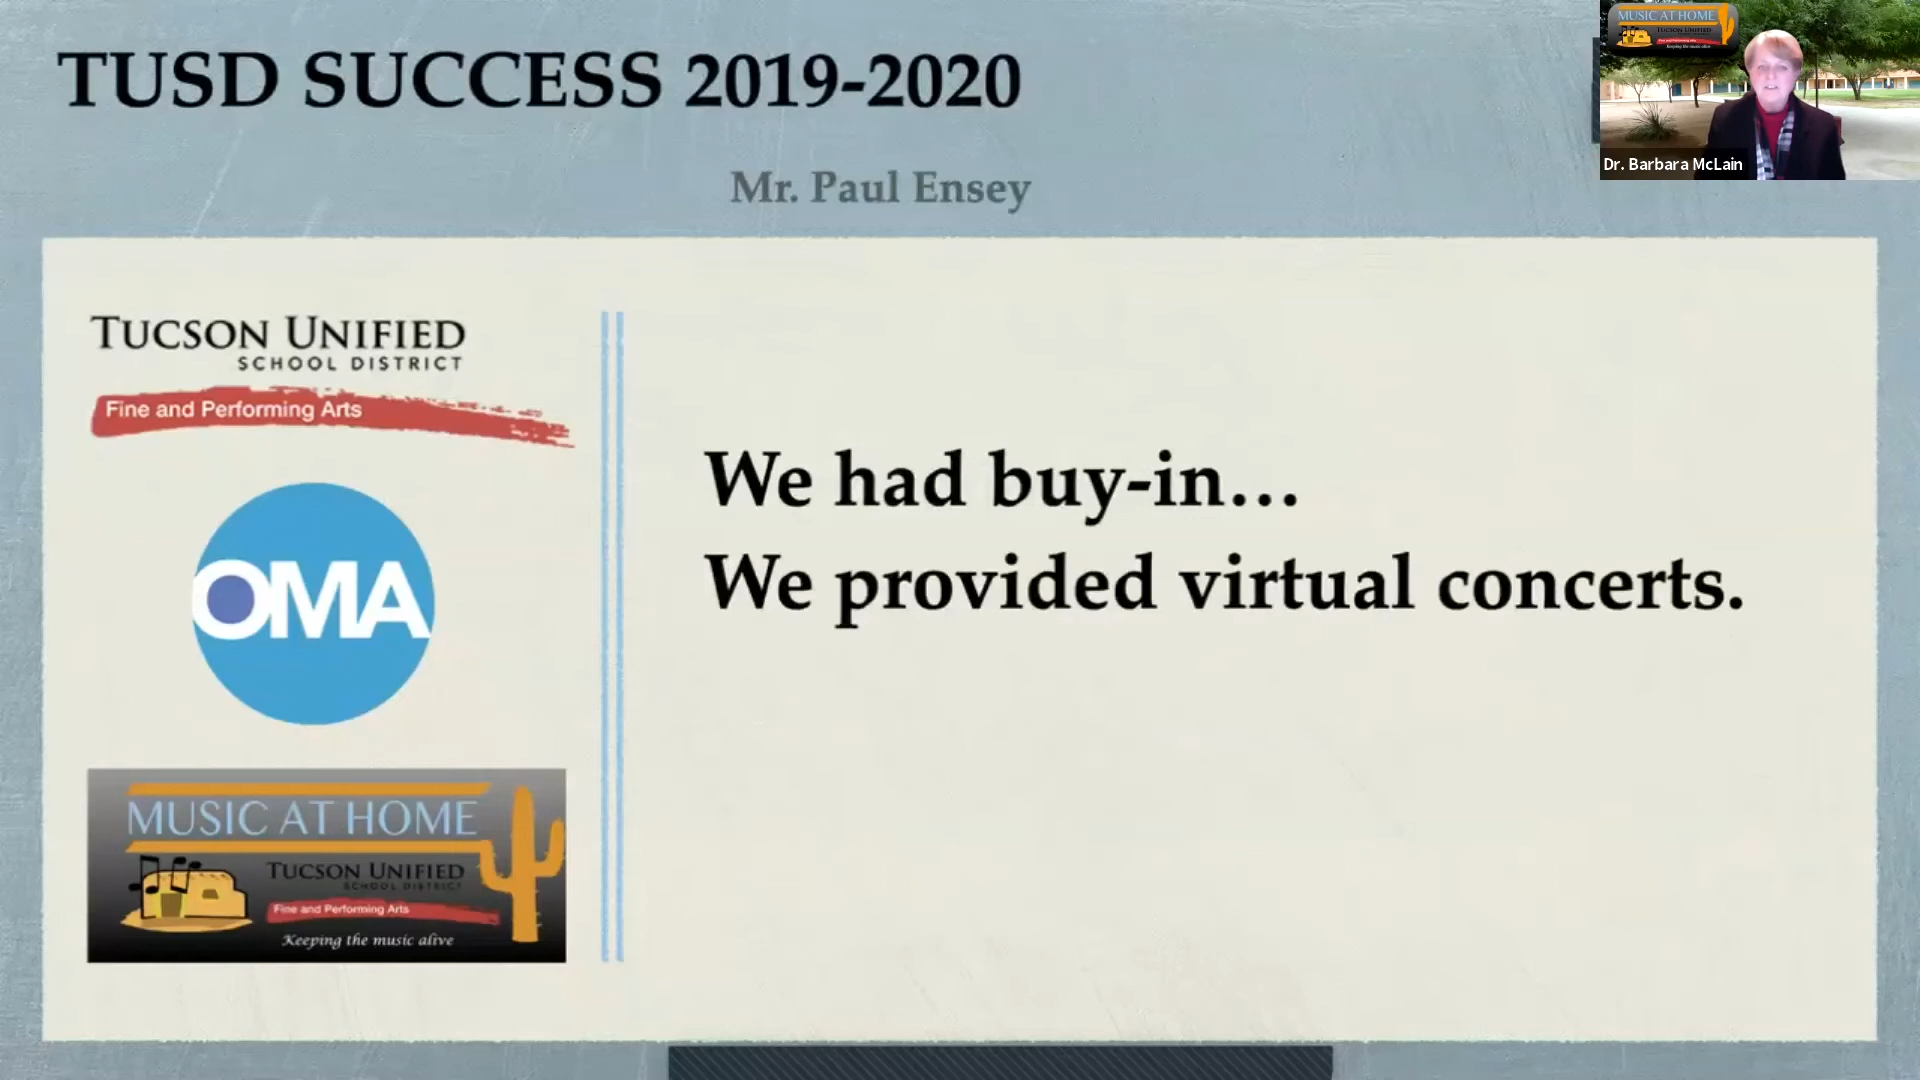 TUSD SUCCESS 2019-2020
Mr. Paul Ensey
MUSIC AT HOME
TUCSON UNIFIED
Dr. Barbara McLain
TUCSON UNIFIED
SCHOOL DISTRICT
Fine and Performing Arts
OMA
We had buy-in...
We provided virtual concerts.
MUSIC AT HOME
TUCSON UNIFIED
SCHOOL DISTRICT
Fine and Performing Arts
Keeping the music alive